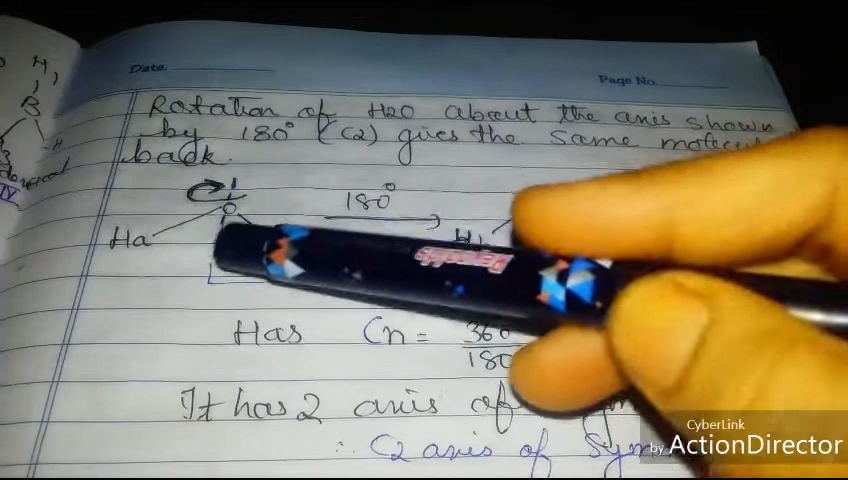 Date
Page No.
H
B
H
Rotation of H2O about the axis shown
by 180° (C2) gives the same
back.
180°
O
Ha
Has Cn = 360
180
It has 2 axis of
∴ C2 axis of
CyberLink
by ActionDirector